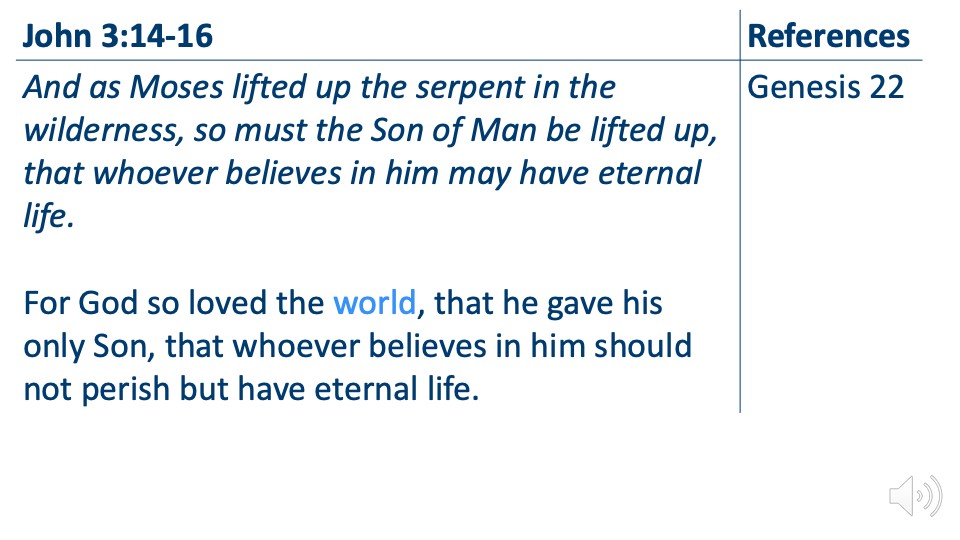 John 3:14-16
References
And as Moses lifted up the serpent in the
wilderness, so must the Son of Man be lifted up,
that whoever believes in him may have eternal
life.
Genesis 22
For God so loved the world, that he gave his
only Son, that whoever believes in him should
not perish but have eternal life.